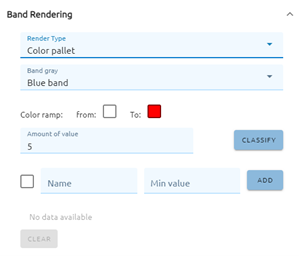 Band Rendering
Render Type
Color pallet
Band gray
Blue band
Color ramp: from: To:
Amount of value
5
CLASSIFY
Name Min value ADD
No data available
CLEAR